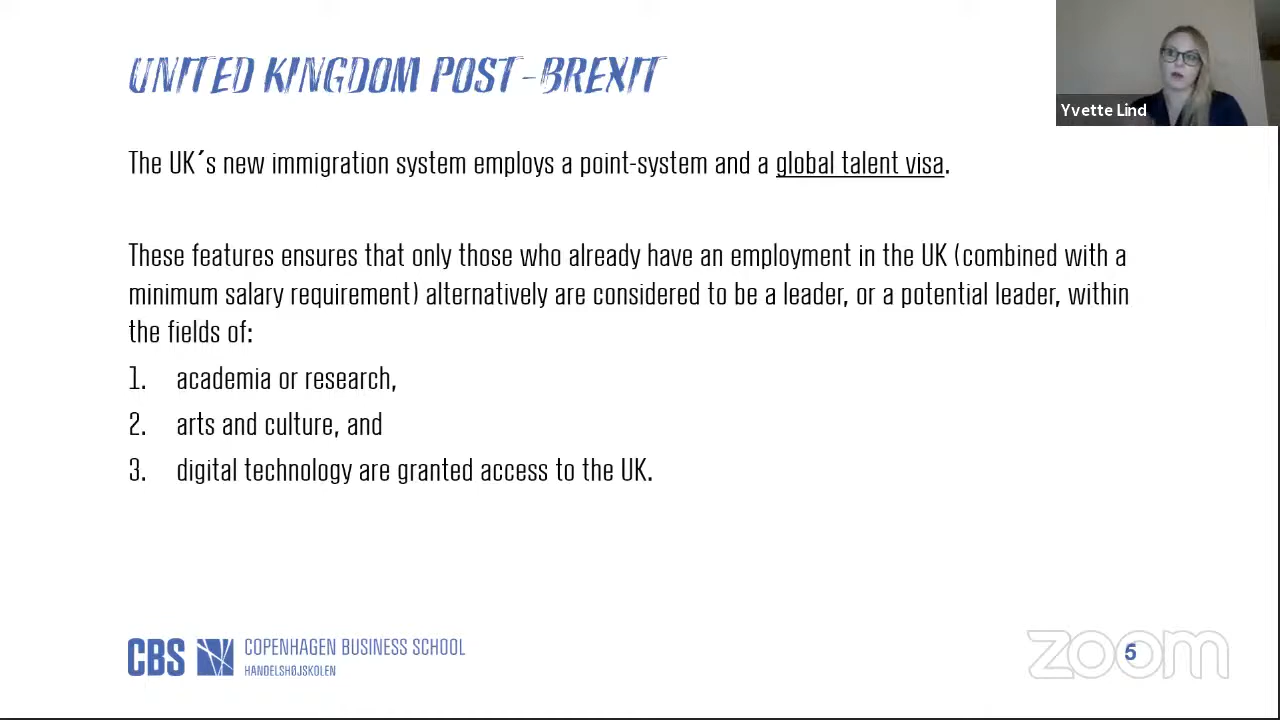 UNITED KINGDOM POST-BREXIT
Yvette Lind
The UK´s new immigration system employs a point-system and a global talent visa.
These features ensures that only those who already have an employment in the UK (combined with a
minimum salary requirement) alternatively are considered to be a leader, or a potential leader, within
the fields of:
1. academia or research,
2. arts and culture, and
3. digital technology are granted access to the UK.
CBS COPENHAGEN BUSINESS SCHOOL
HANDELSHØJSKOLEN
zoom
5